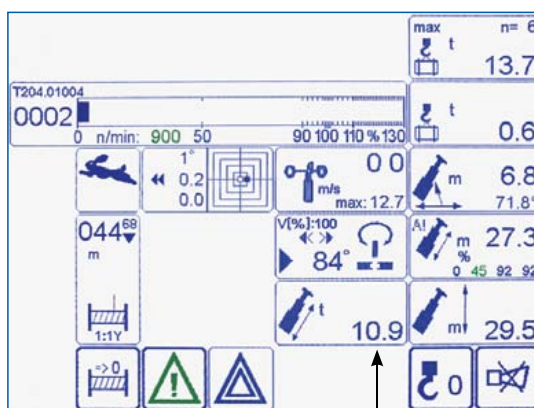 max n= 6
t
13.7
T204.01004
0002
0 n/min: 900 50 90 100 110 % 130
t
0.6
1°
0.2
0.0
0 0
m/s
max: 12.7
m 6.8
71.8°
044 68
m
1:1Y
V[%]:100
84°
A!
m 27.3
%
0 45 92 92
t
10.9
m 29.5
=> 0
!
0